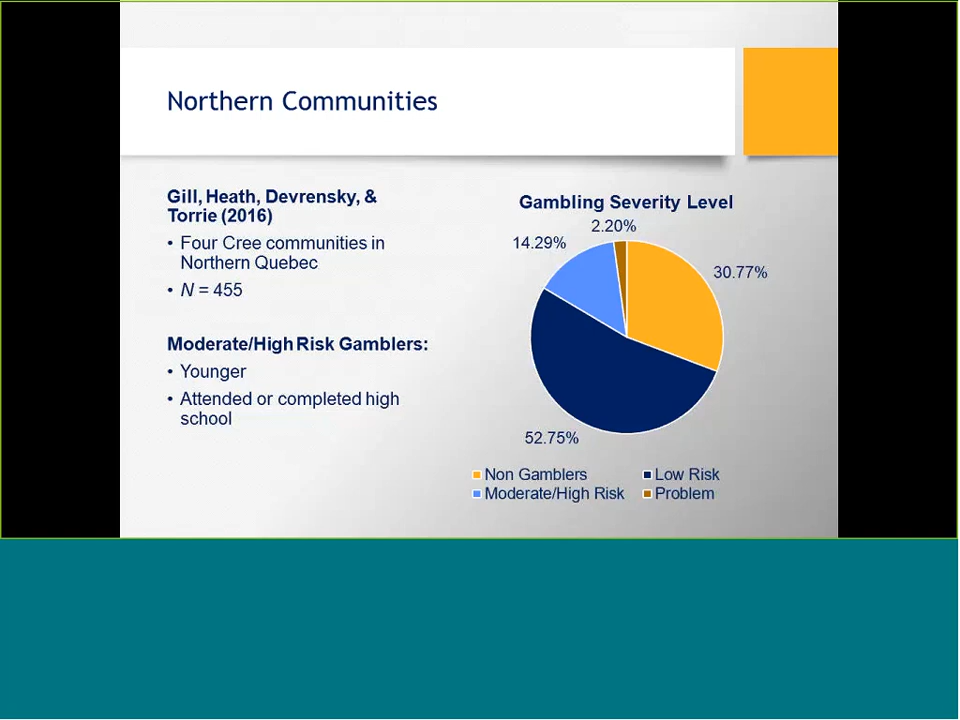 Northern Communities
Gill, Heath, Devrensky, &
Torrie (2016)
• Four Cree communities in
Northern Quebec
• N = 455
Moderate/High Risk Gamblers:
• Younger
• Attended or completed high
school
Gambling Severity Level
2.20%
14.29%
30.77%
52.75%
Non Gamblers
Low Risk
Moderate/High Risk
Problem